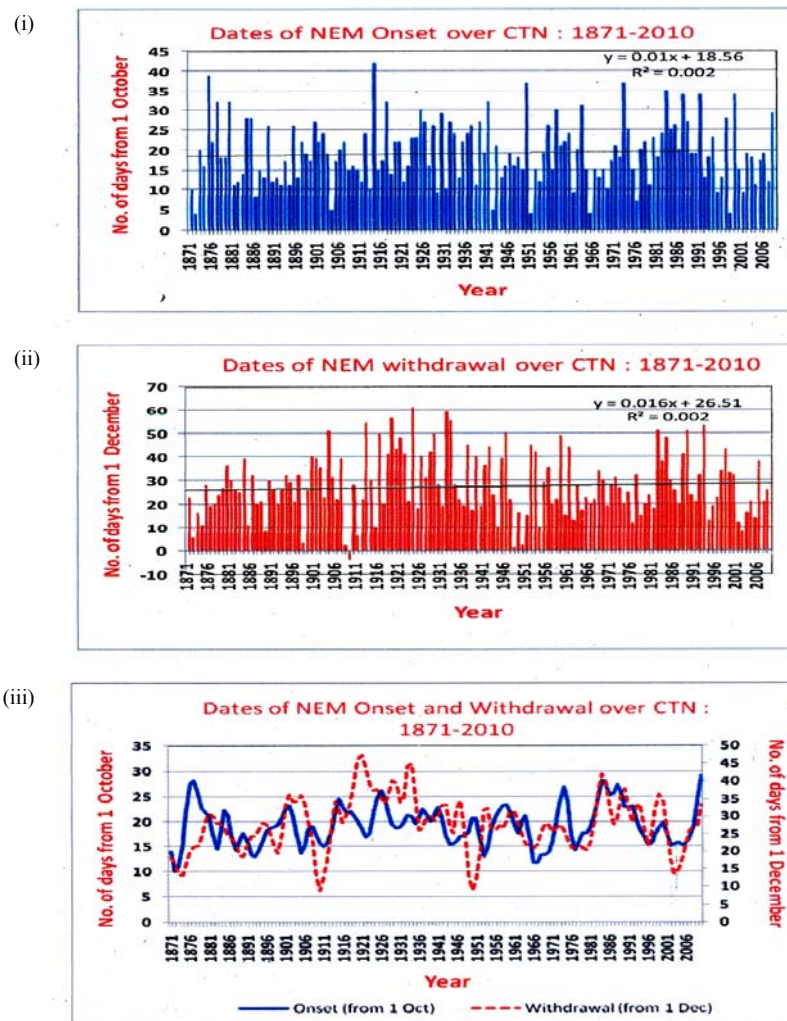 (i)
Dates of NEM Onset over CTN : 1871-2010
y = 0.01x + 18.56
R² = 0.002
No. of days from 1 October
45
40
35
30
25
20
15
10
5
0
1871 1876 1881 1886 1891 1896 1901 1906 1911 1916 1921 1926 1931 1936 1941 1946 1951 1956 1961 1966 1971 1976 1981 1986 1991 1996 2001 2006
Year
(ii)
Dates of NEM withdrawal over CTN : 1871-2010
y = 0.016x + 26.51
R² = 0.002
No. of days from 1 December
70
60
50
40
30
20
10
0
-10
1871 1876 1881 1886 1891 1896 1901 1906 1911 1916 1921 1926 1931 1936 1941 1946 1951 1956 1961 1966 1971 1976 1981 1986 1991 1996 2001 2006
Year
(iii)
Dates of NEM Onset and Withdrawal over CTN :
1871-2010
No. of days from 1 October
35
30
25
20
15
10
5
0
No. of days from 1 December
50
45
40
35
30
25
20
15
10
5
0
1871 1876 1881 1886 1891 1896 1901 1906 1911 1916 1921 1926 1931 1936 1941 1946 1951 1956 1961 1966 1971 1976 1981 1986 1991 1996 2001 2006
Year
Onset (from 1 Oct) Withdrawal (from 1 Dec)